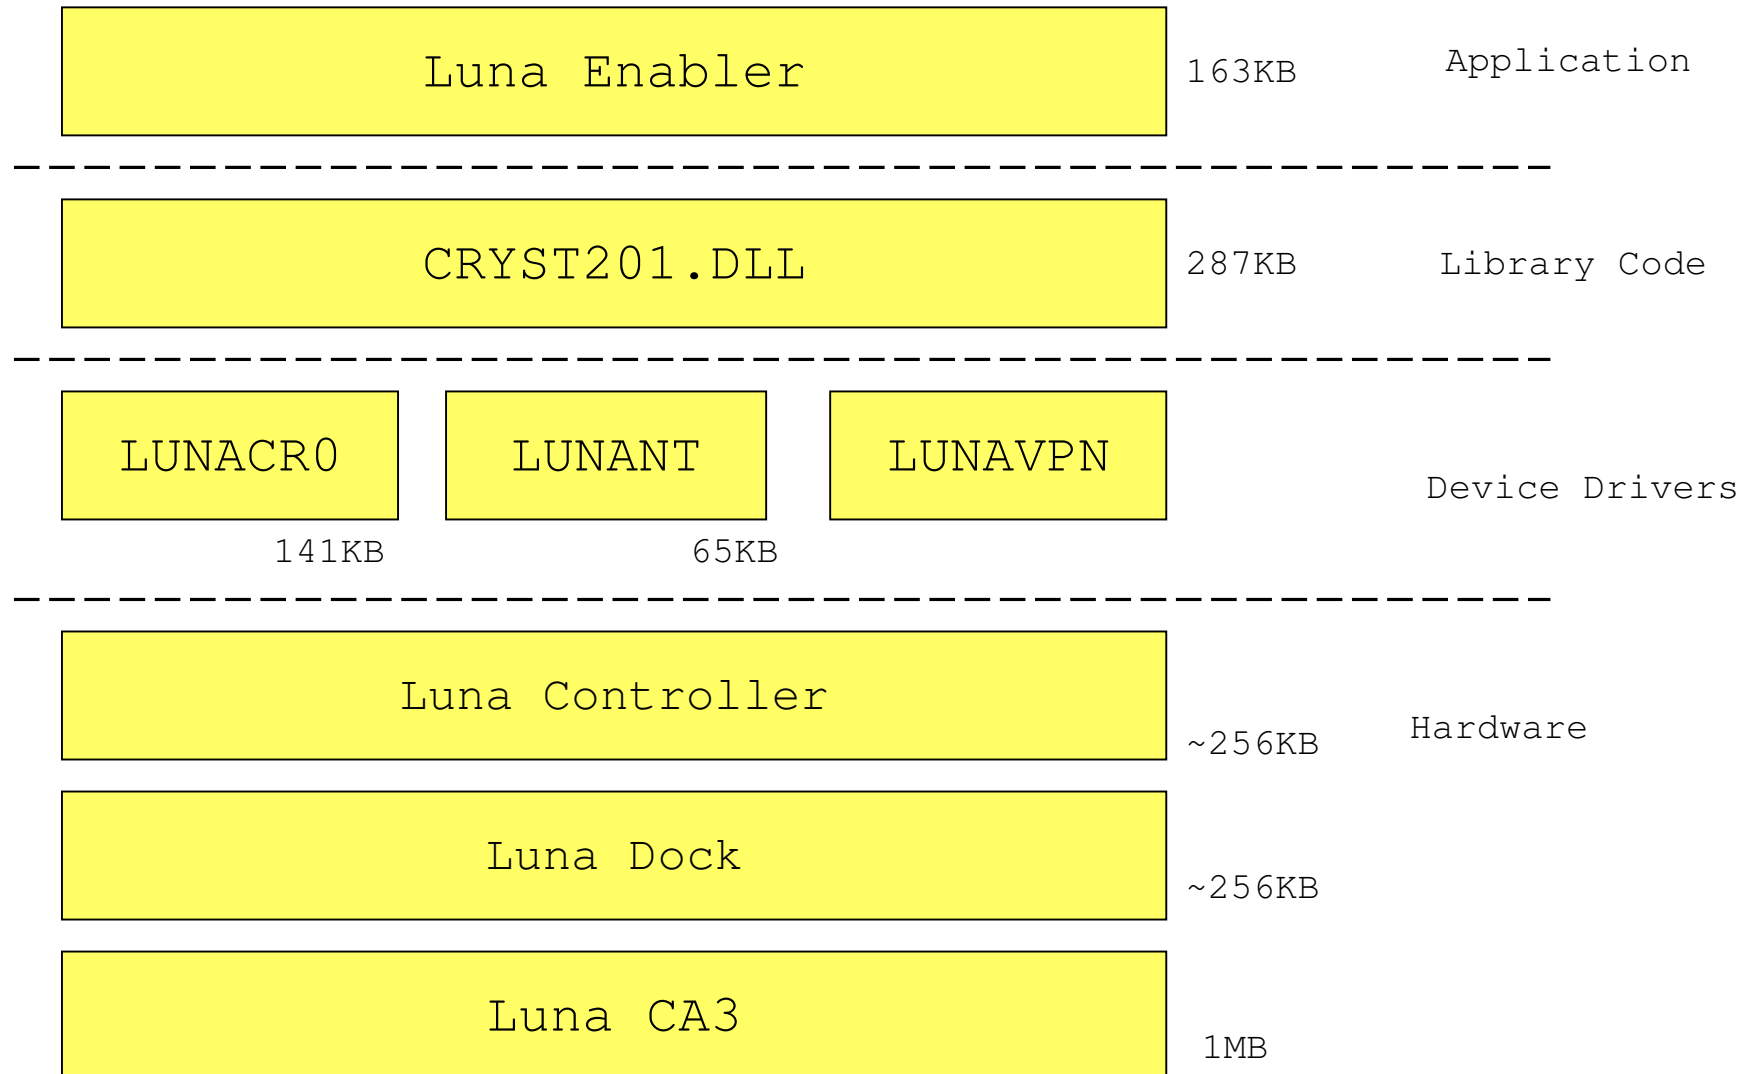 Luna Enabler
163KB
Application
CRYST201.DLL
287KB
Library Code
LUNACR0
LUNANT
LUNAVPN
Device Drivers
141KB
65KB
Luna Controller
~256KB
Hardware
Luna Dock
~256KB
Luna CA3
1MB